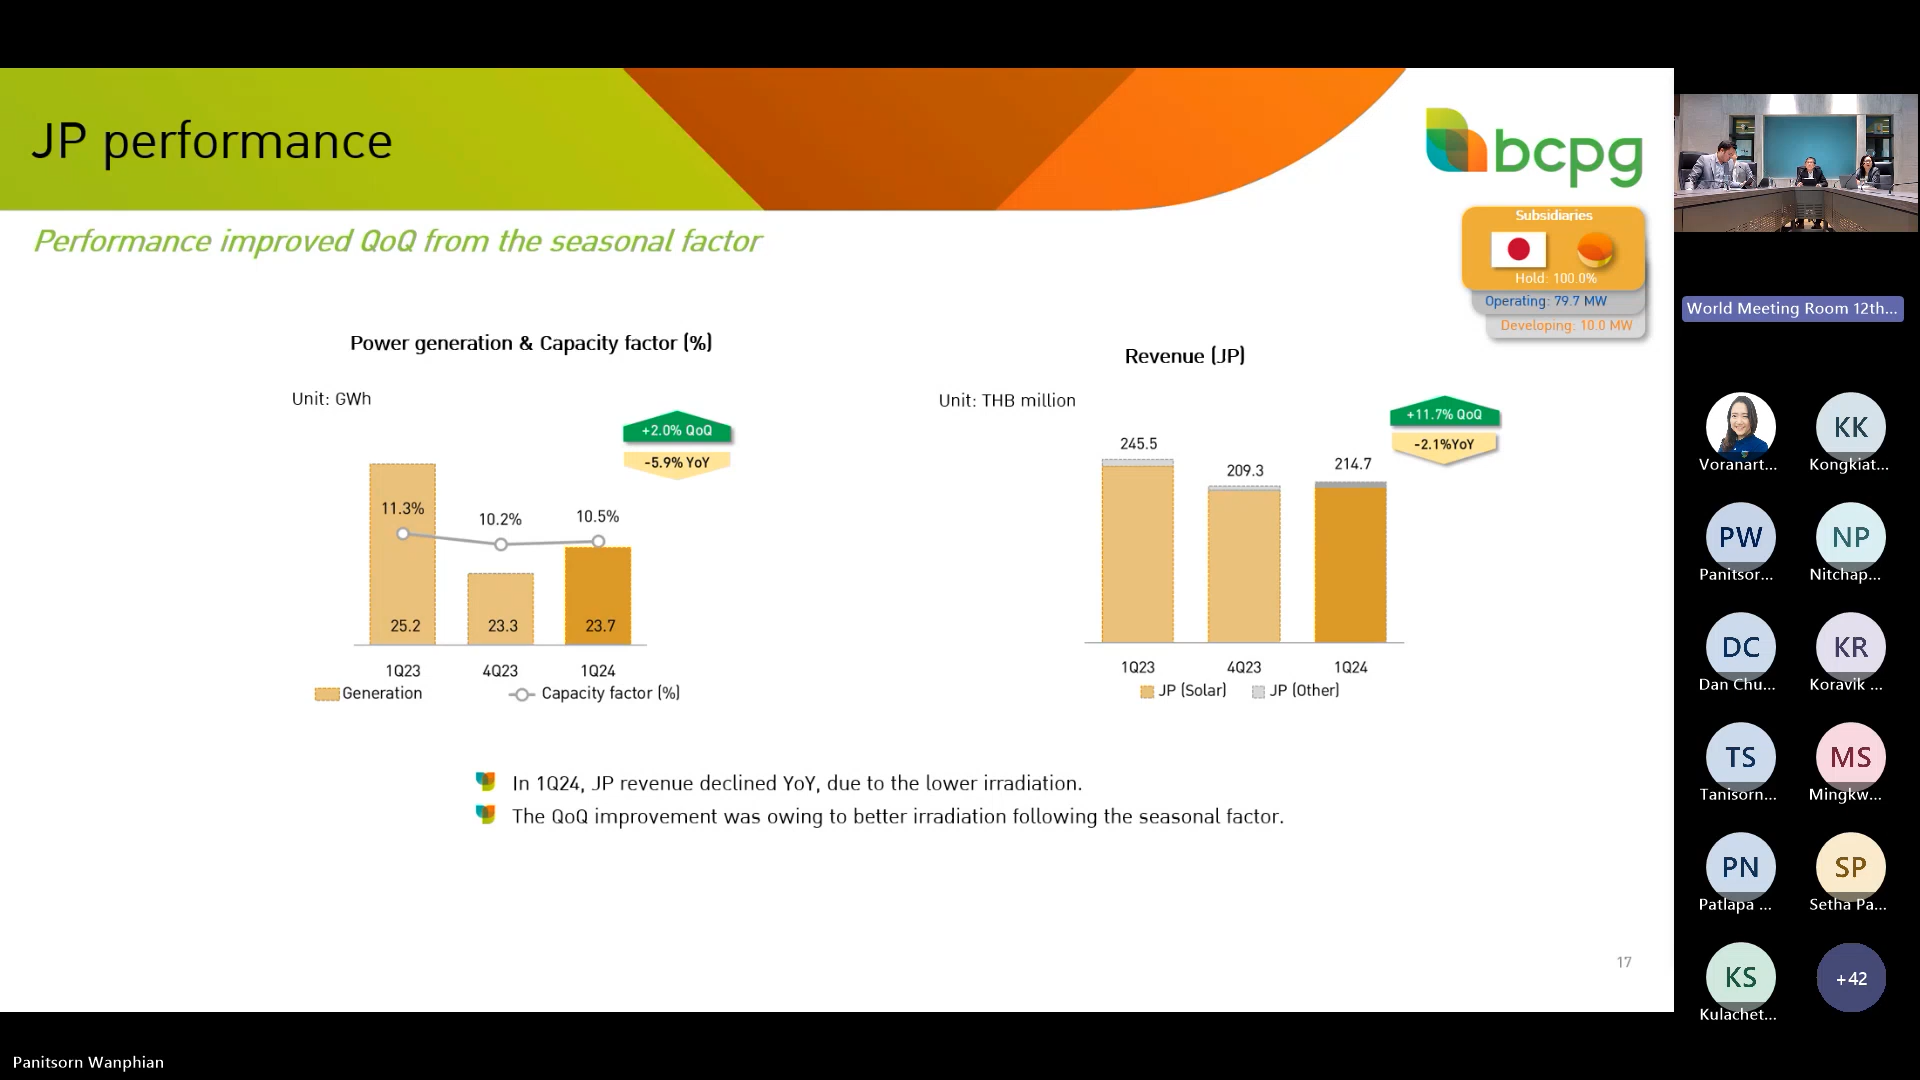 JP performance
bcpg
Performance improved QoQ from the seasonal factor
Subsidiaries
Hold: 100.0%
Operating: 79.7 MW
Developing: 10.0 MW
Power generation & Capacity factor (%)
Unit: GWh
+2.0% QoQ
-5.9% YoY
11.3%
10.2%
10.5%
25.2
23.3
23.7
1Q23
4Q23
1Q24
Generation
Capacity factor (%)
Revenue (JP)
Unit: THB million
+11.7% QoQ
-2.1%YoY
245.5
209.3
214.7
1Q23
4Q23
1Q24
JP (Solar)
JP (Other)
In 1Q24, JP revenue declined YoY, due to the lower irradiation.
The QoQ improvement was owing to better irradiation following the seasonal factor.
17
World Meeting Room 12th...
Voranart...
KK
Kongkiat...
PW
Panitsor...
NP
Nitchap...
DC
Dan Chu...
KR
Koravik ...
TS
Tanisorn...
MS
Mingkw...
PN
Patlapa ...
SP
Setha Pa...
KS
Kulachet...
+42
Panitsorn Wanphian